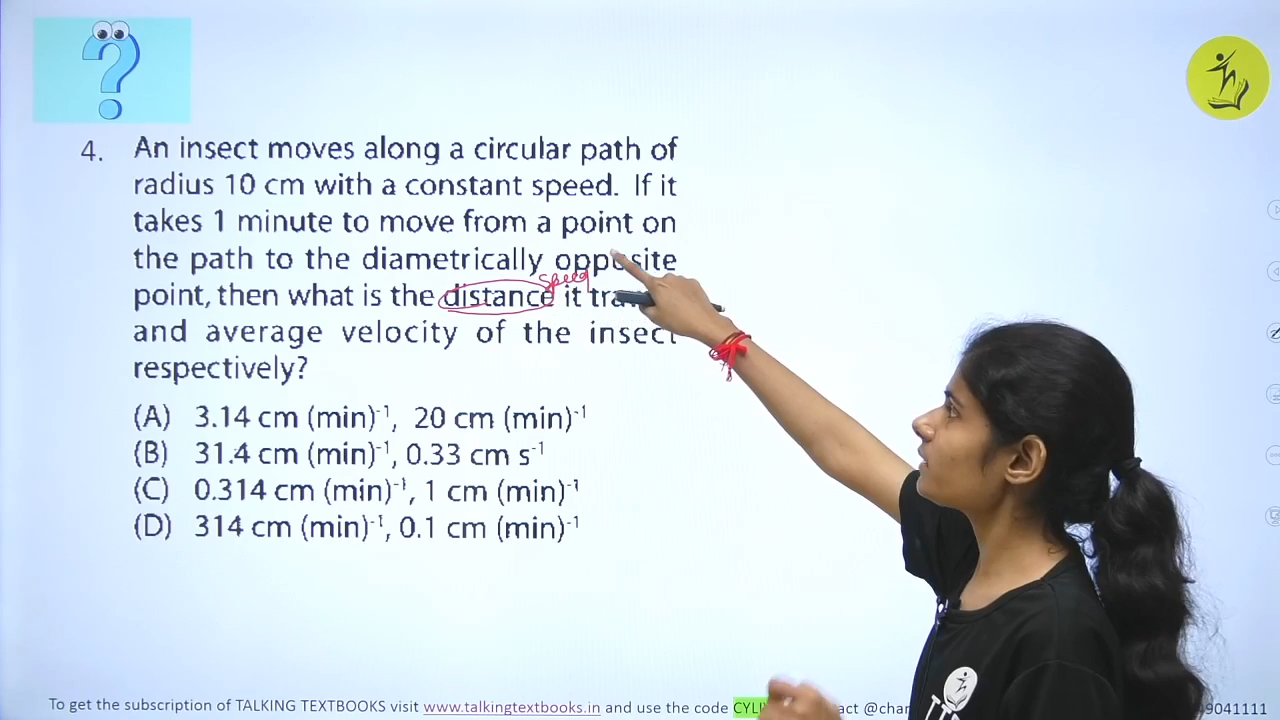 4. An insect moves along a circular path of
radius 10 cm with a constant speed. If it
takes 1 minute to move from a point on
the path to the diametrically opposite
speed
point, then what is the distance it
and average velocity of the insect
respectively?
(A) 3.14 cm (min)⁻¹, 20 cm (min)⁻¹
(B) 31.4 cm (min)⁻¹, 0.33 cm s⁻¹
(C) 0.314 cm (min)⁻¹, 1 cm (min)⁻¹
(D) 314 cm (min)⁻¹, 0.1 cm (min)⁻¹
To get the subscription of TALKING TEXTBOOKS visit www.talkingtextbooks.in and use the code